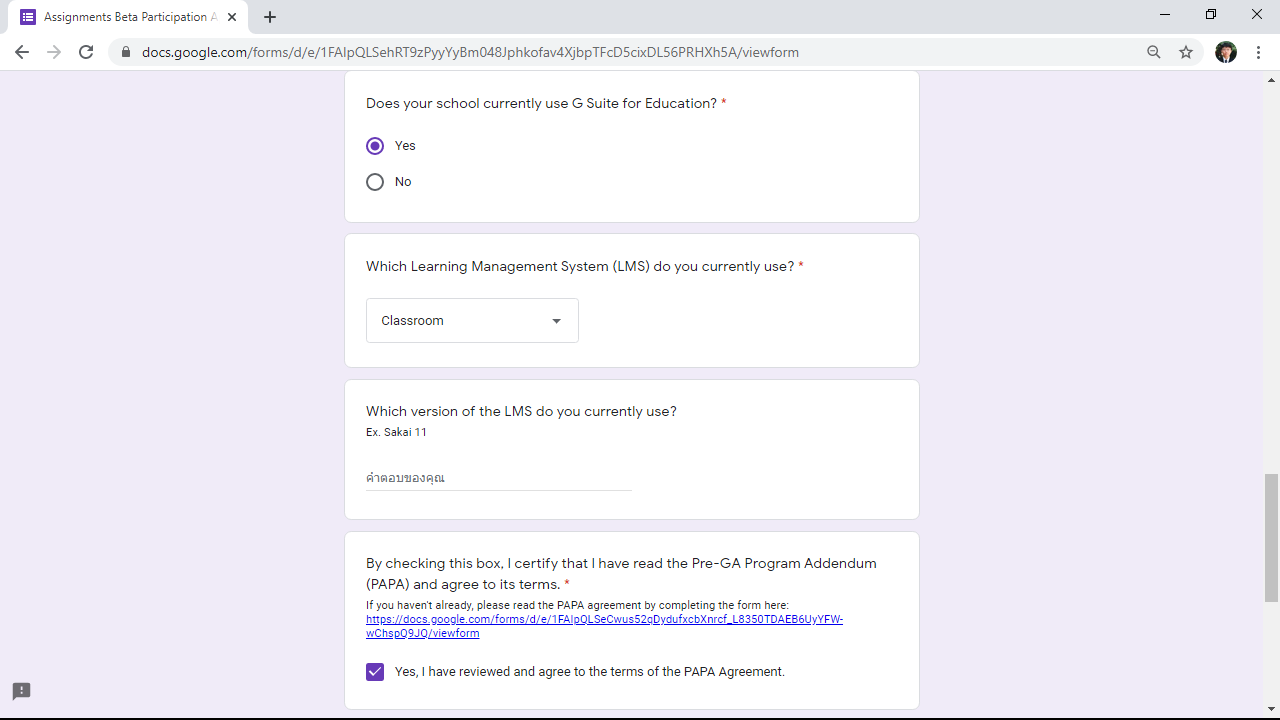 Assignments Beta Participation A
docs.google.com/forms/d/e/1FAIpQLSehRT9zPyyYyBm048Jphkofav4XjbpTFcD5cixDL56PRHXh5A/viewform
Does your school currently use G Suite for Education? *
Yes
No
Which Learning Management System (LMS) do you currently use? *
Classroom
Which version of the LMS do you currently use?
Ex. Sakai 11
คำตอบของคุณ
By checking this box, I certify that I have read the Pre-GA Program Addendum
(PAPA) and agree to its terms. *
If you haven't already, please read the PAPA agreement by completing the form here:
https://docs.google.com/forms/d/e/1FAIpQLSeCwus52qDydufxcbXnrcf_L8350TDAEB6UyYFW-
wChspQ9JQ/viewform
Yes, I have reviewed and agree to the terms of the PAPA Agreement.